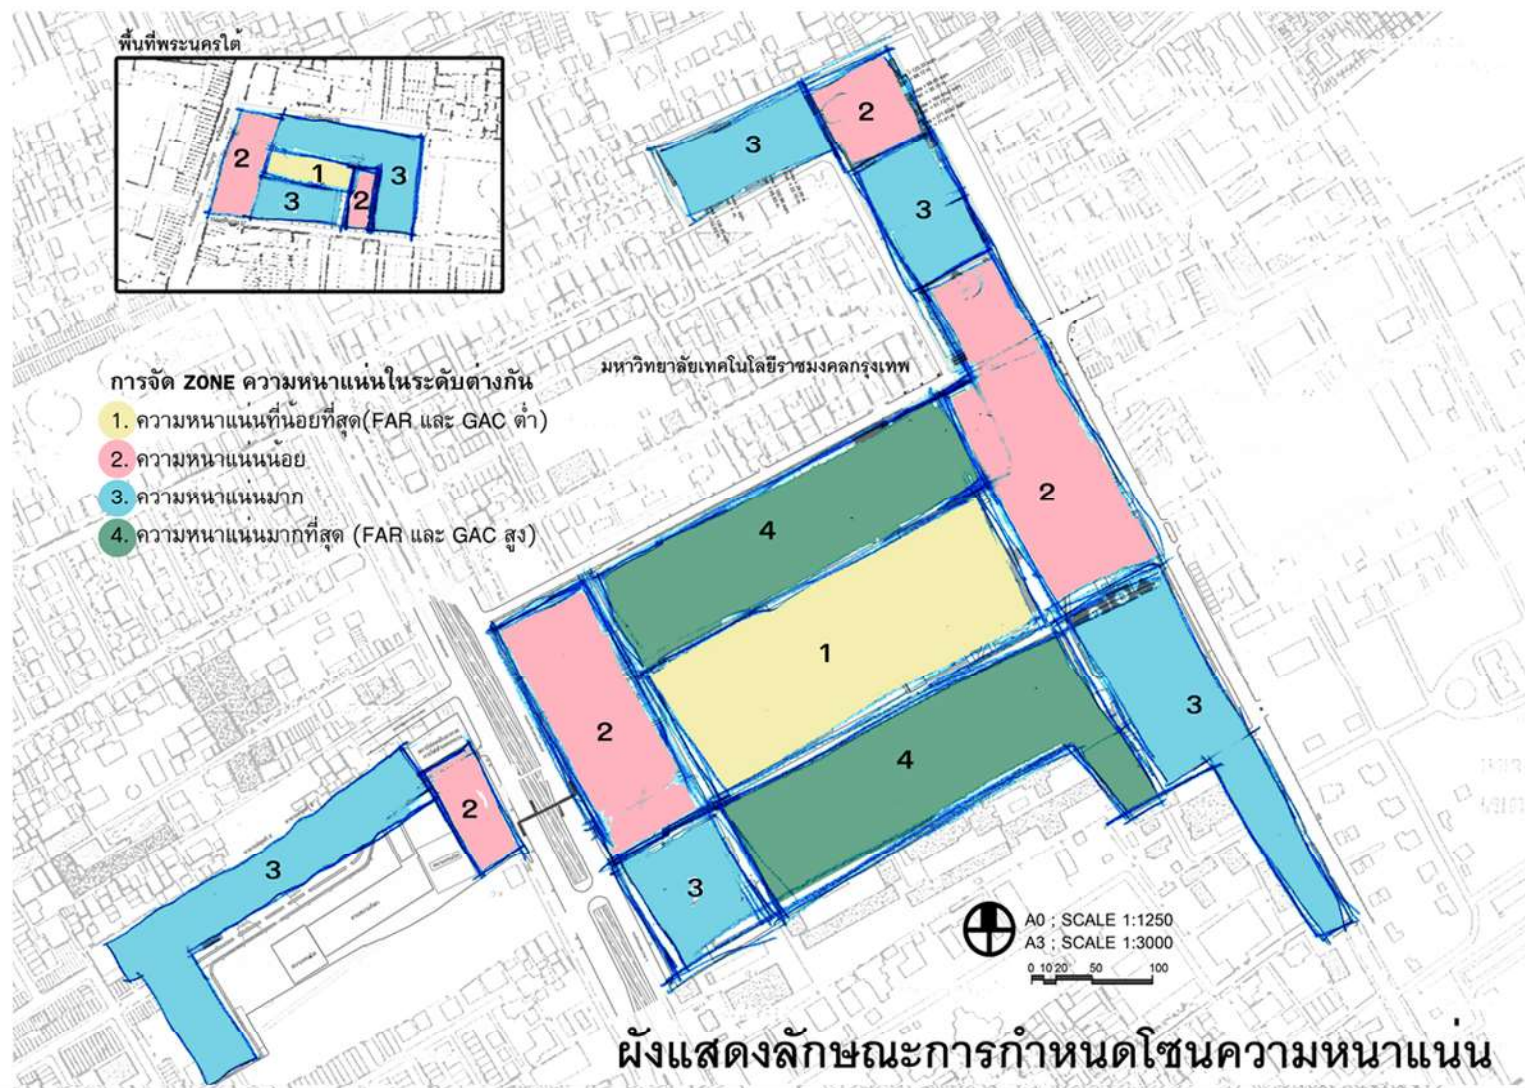 พื้นที่พระนครใต้
2
1
3
3
2
3
2
3
มหาวิทยาลัยเทคโนโลยีราชมงคลกรุงเทพ
การจัด ZONE ความหนาแน่นในระดับต่างกัน
1. ความหนาแน่นที่น้อยที่สุด(FAR และ GAC ต่ำ)
2. ความหนาแน่นน้อย
3. ความหนาแน่นมาก
4. ความหนาแน่นมากที่สุด (FAR และ GAC สูง)
2
4
1
2
3
4
2
3
3
A0 ; SCALE 1:1250
A3 ; SCALE 1:3000
0 10 20 50 100
ผังแสดงลักษณะการกำหนดโซนความหนาแน่น